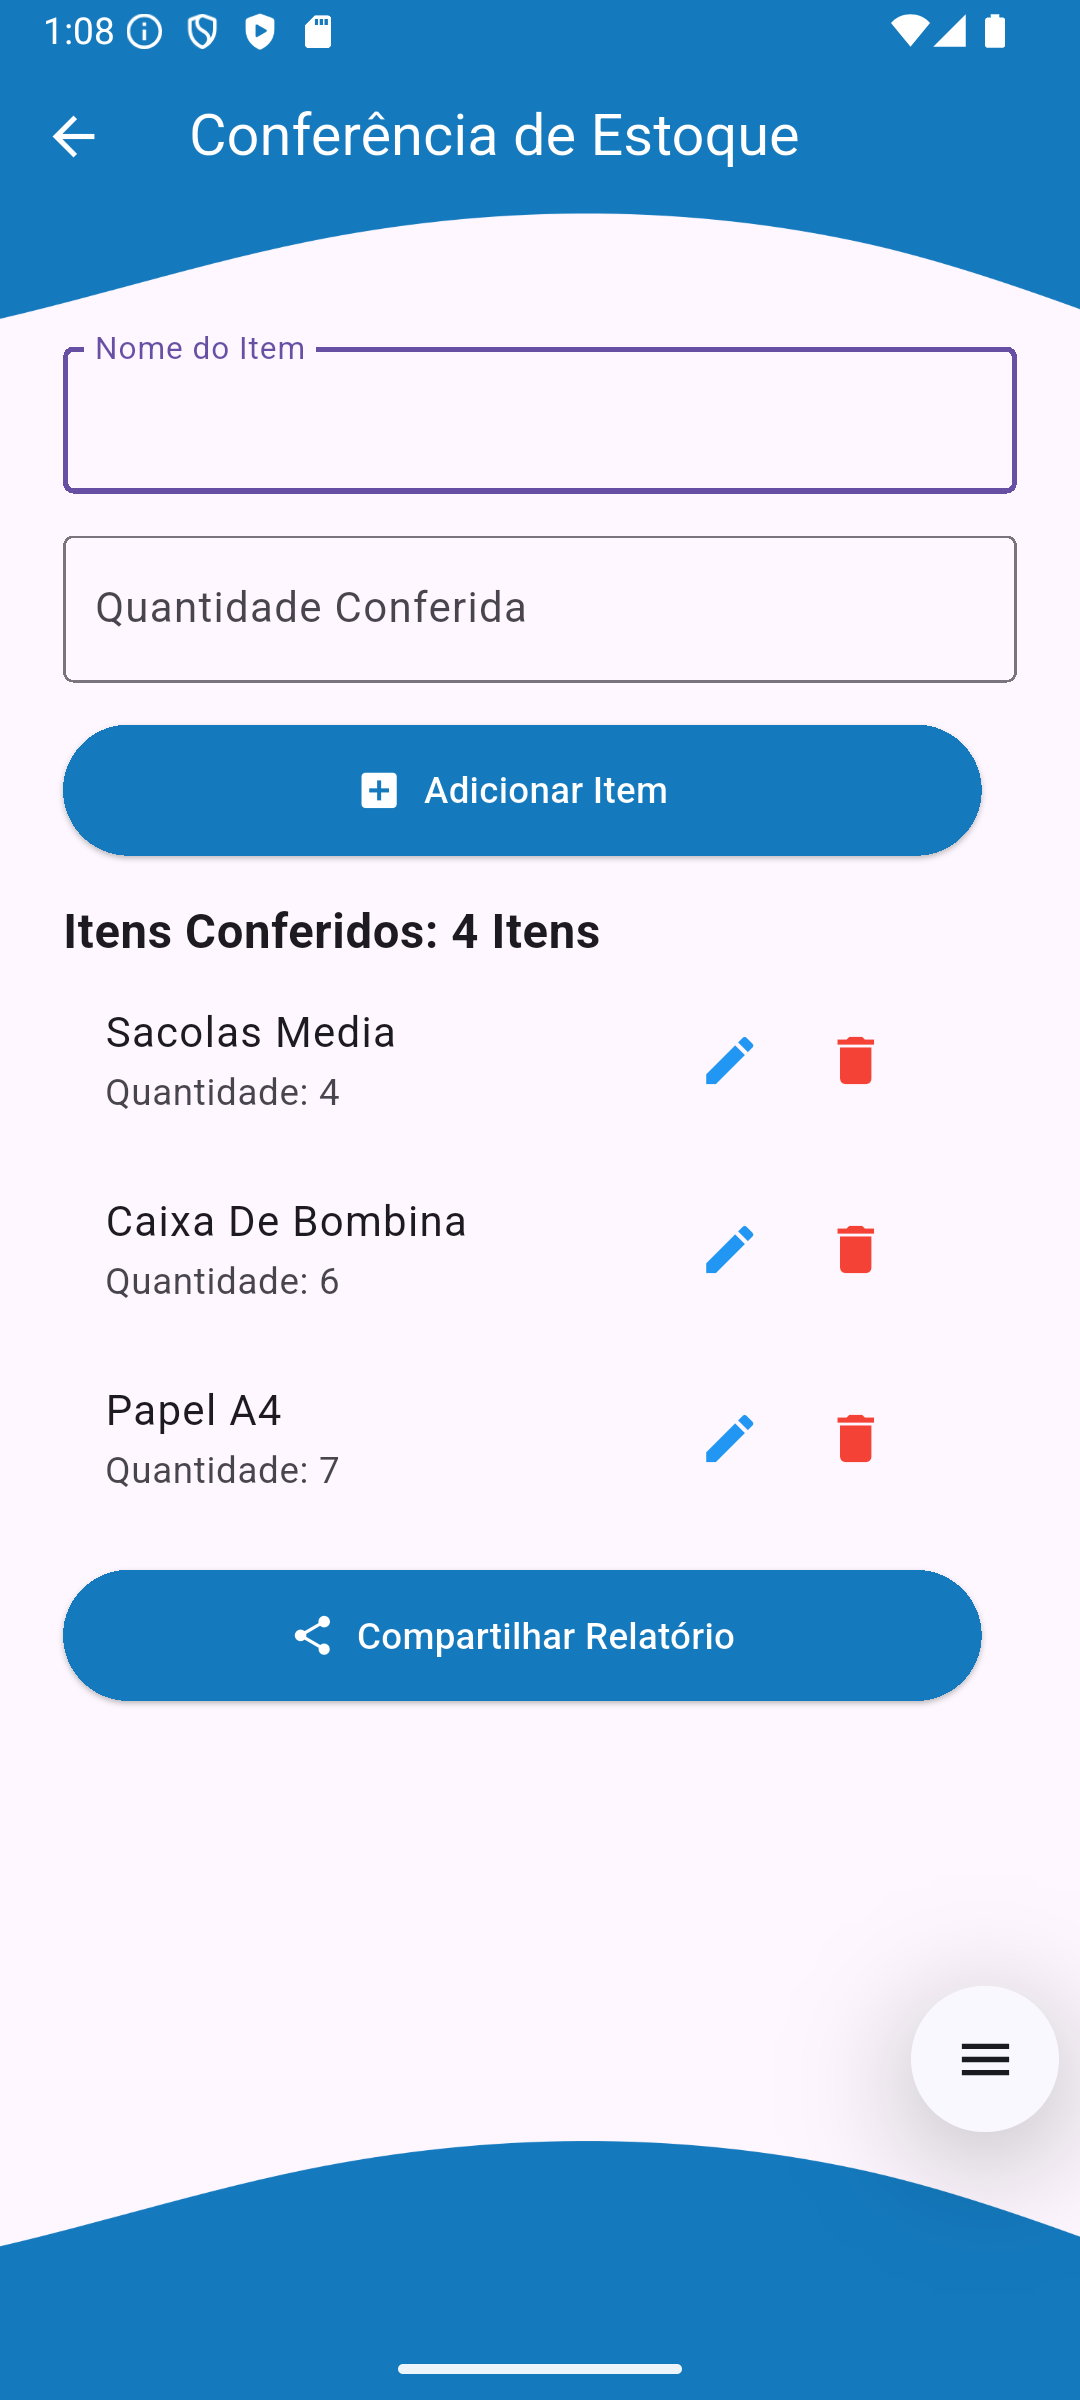 1:08
Conferência de Estoque
Nome do Item
Quantidade Conferida
Adicionar Item
Itens Conferidos: 4 Itens
Sacolas Media
Quantidade: 4
Caixa De Bombina
Quantidade: 6
Papel A4
Quantidade: 7
Compartilhar Relatório